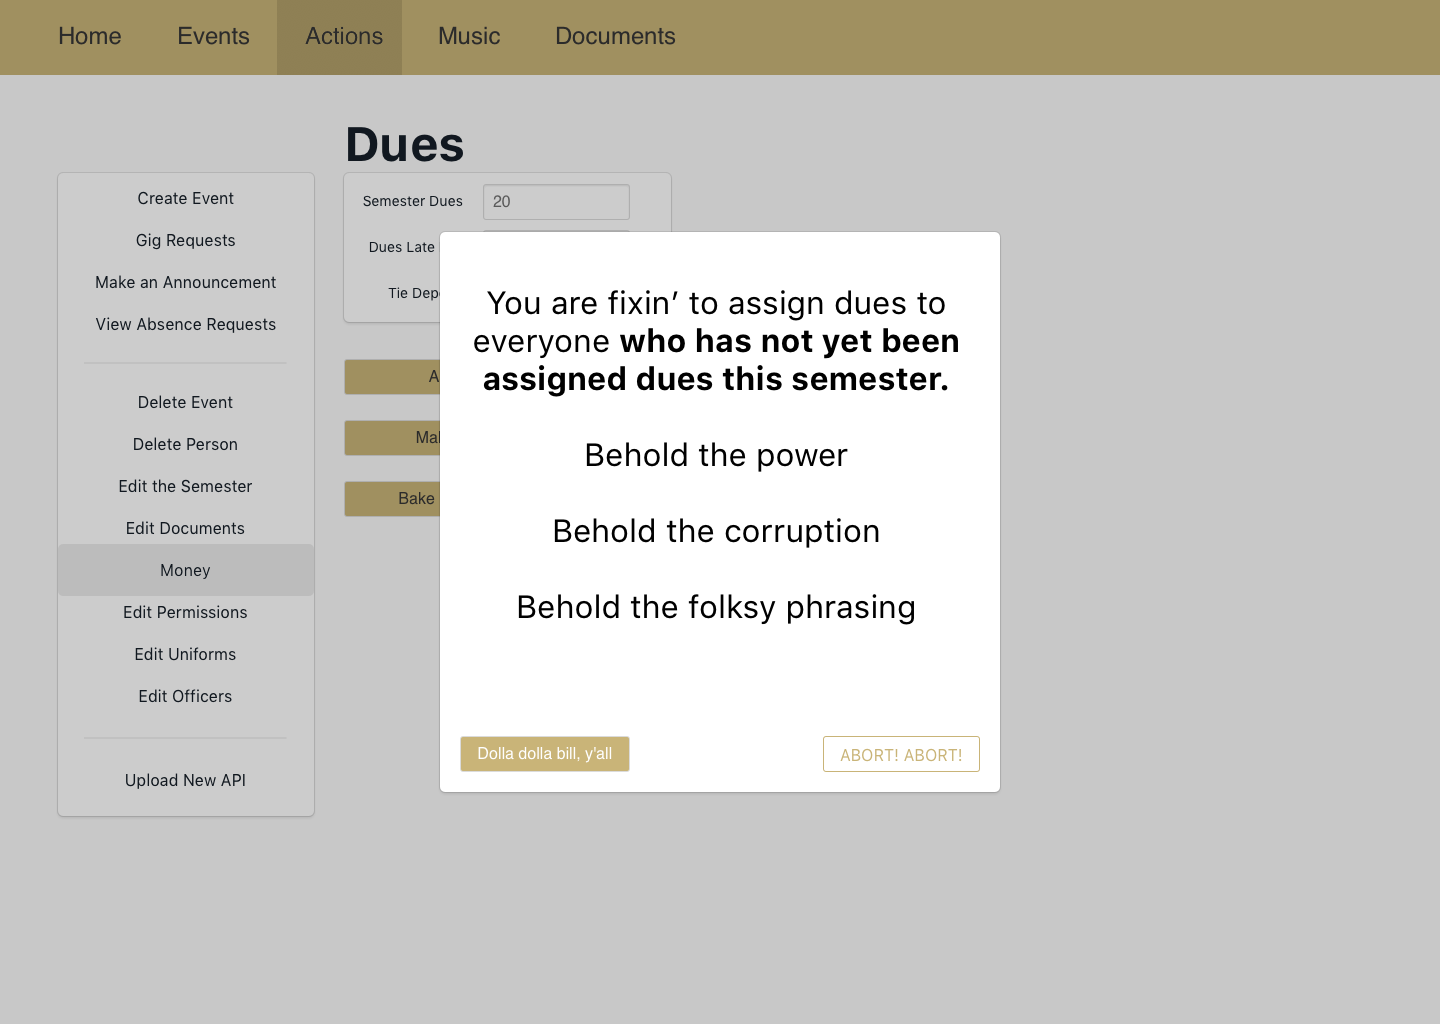 Home Events Actions Music Documents
Dues
Create Event
Gig Requests
Make an Announcement
View Absence Requests
Delete Event
Delete Person
Edit the Semester
Edit Documents
Money
Edit Permissions
Edit Uniforms
Edit Officers
Upload New API
Semester Dues 20
Dues Late
Tie
Bake
You are fixin’ to assign dues to
everyone who has not yet been
assigned dues this semester.
Behold the power
Behold the corruption
Behold the folksy phrasing
Dolla dolla bill, y'all
ABORT! ABORT!